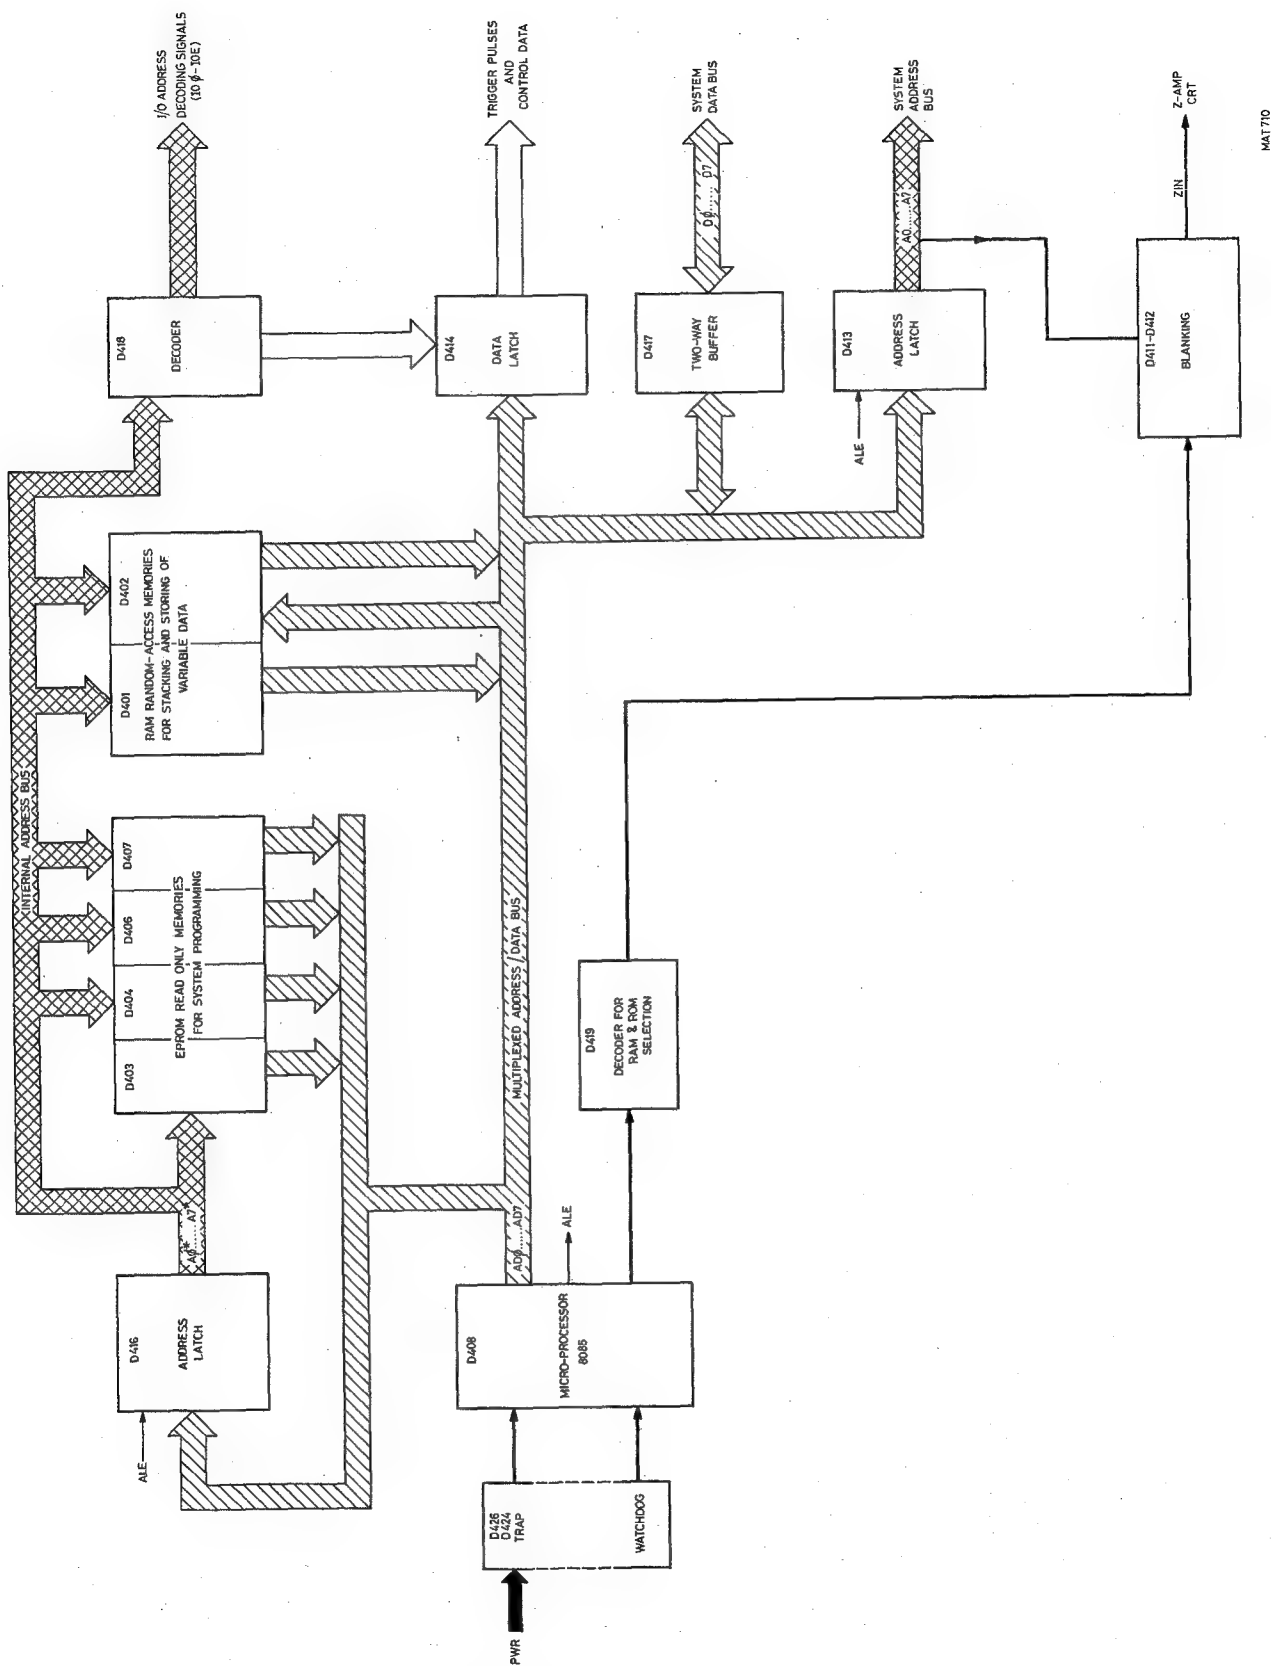 I/O ADDRESS
DECODING SIGNALS
(IOϕ-IOE)
TRIGGER PULSES
AND
CONTROL DATA
SYSTEM
DATA BUS
SYSTEM
ADDRESS
BUS
Z-AMP
CRT
ZIN
D418
DECODER
D414
DATA
LATCH
D417
TWO-WAY
BUFFER
Dϕ....... D7
D413
ADDRESS
LATCH
A0.......A7
ALE
D411-D412
BLANKING
INTERNAL ADDRESS BUS
D401
D402
RAM RANDOM-ACCESS MEMORIES
FOR STACKING AND STORING OF
VARIABLE DATA
D403
D404
D406
D407
EPROM READ ONLY MEMORIES
FOR SYSTEM PROGRAMMING
MULTIPLEXED ADDRESS/DATA BUS
D419
DECODER FOR
RAM & ROM
SELECTION
D416
ADDRESS
LATCH
Aϕ*...... A7*
ALE
D408
MICRO-PROCESSOR
8085
ADϕ......AD7
ALE
D426
D424
TRAP
WATCHDOG
PWR
MAT 710